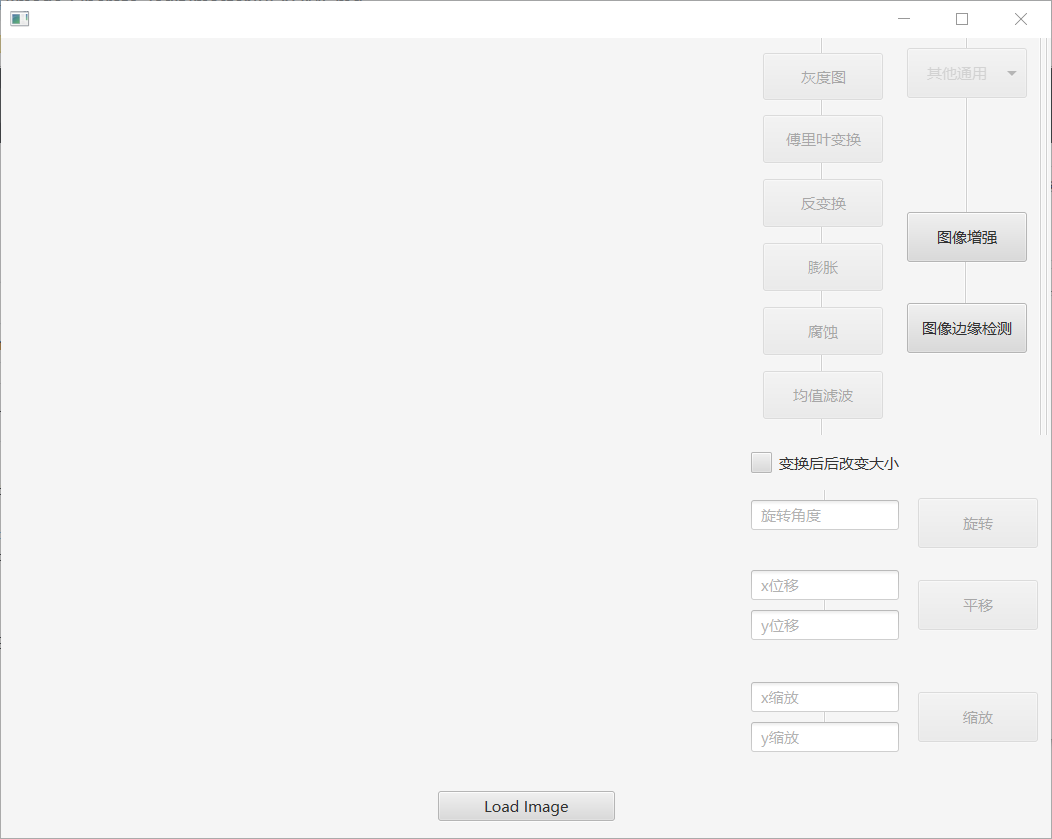 灰度图
其他通用
傅里叶变换
反变换
图像增强
膨胀
腐蚀
图像边缘检测
均值滤波
变换后后改变大小
旋转角度
旋转
x位移
平移
y位移
x缩放
缩放
y缩放
Load Image